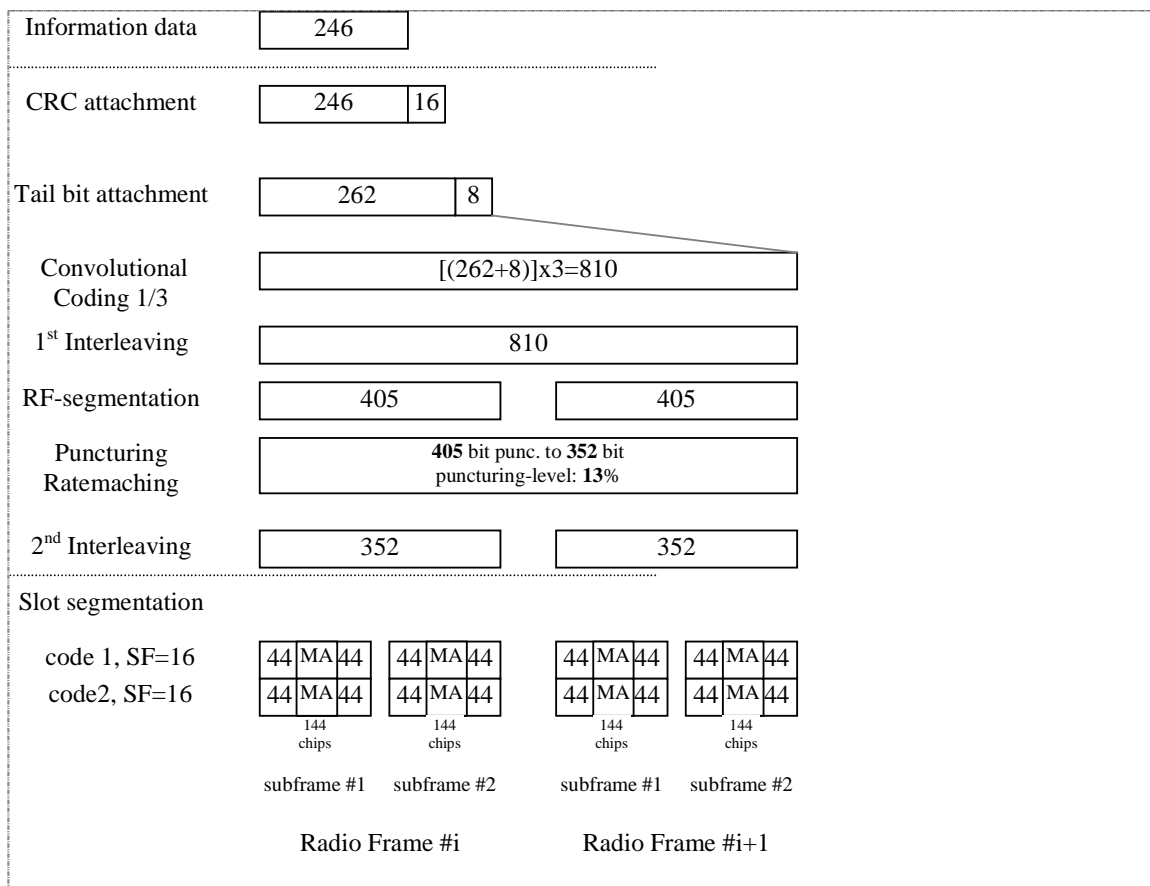 Information data 246
CRC attachment 246 16
Tail bit attachment 262 8
Convolutional
Coding 1/3
[(262+8)]x3=810
1st Interleaving 810
RF-segmentation 405 405
Puncturing
Ratemaching
405 bit punc. to 352 bit
puncturing-level: 13%
2nd Interleaving 352 352
Slot segmentation
code 1, SF=16 44 MA 44 44 MA 44 44 MA 44 44 MA 44
code2, SF=16 44 MA 44 44 MA 44 44 MA 44 44 MA 44
144 144 144 144
chips chips chips chips
subframe #1 subframe #2 subframe #1 subframe #2
Radio Frame #i Radio Frame #i+1